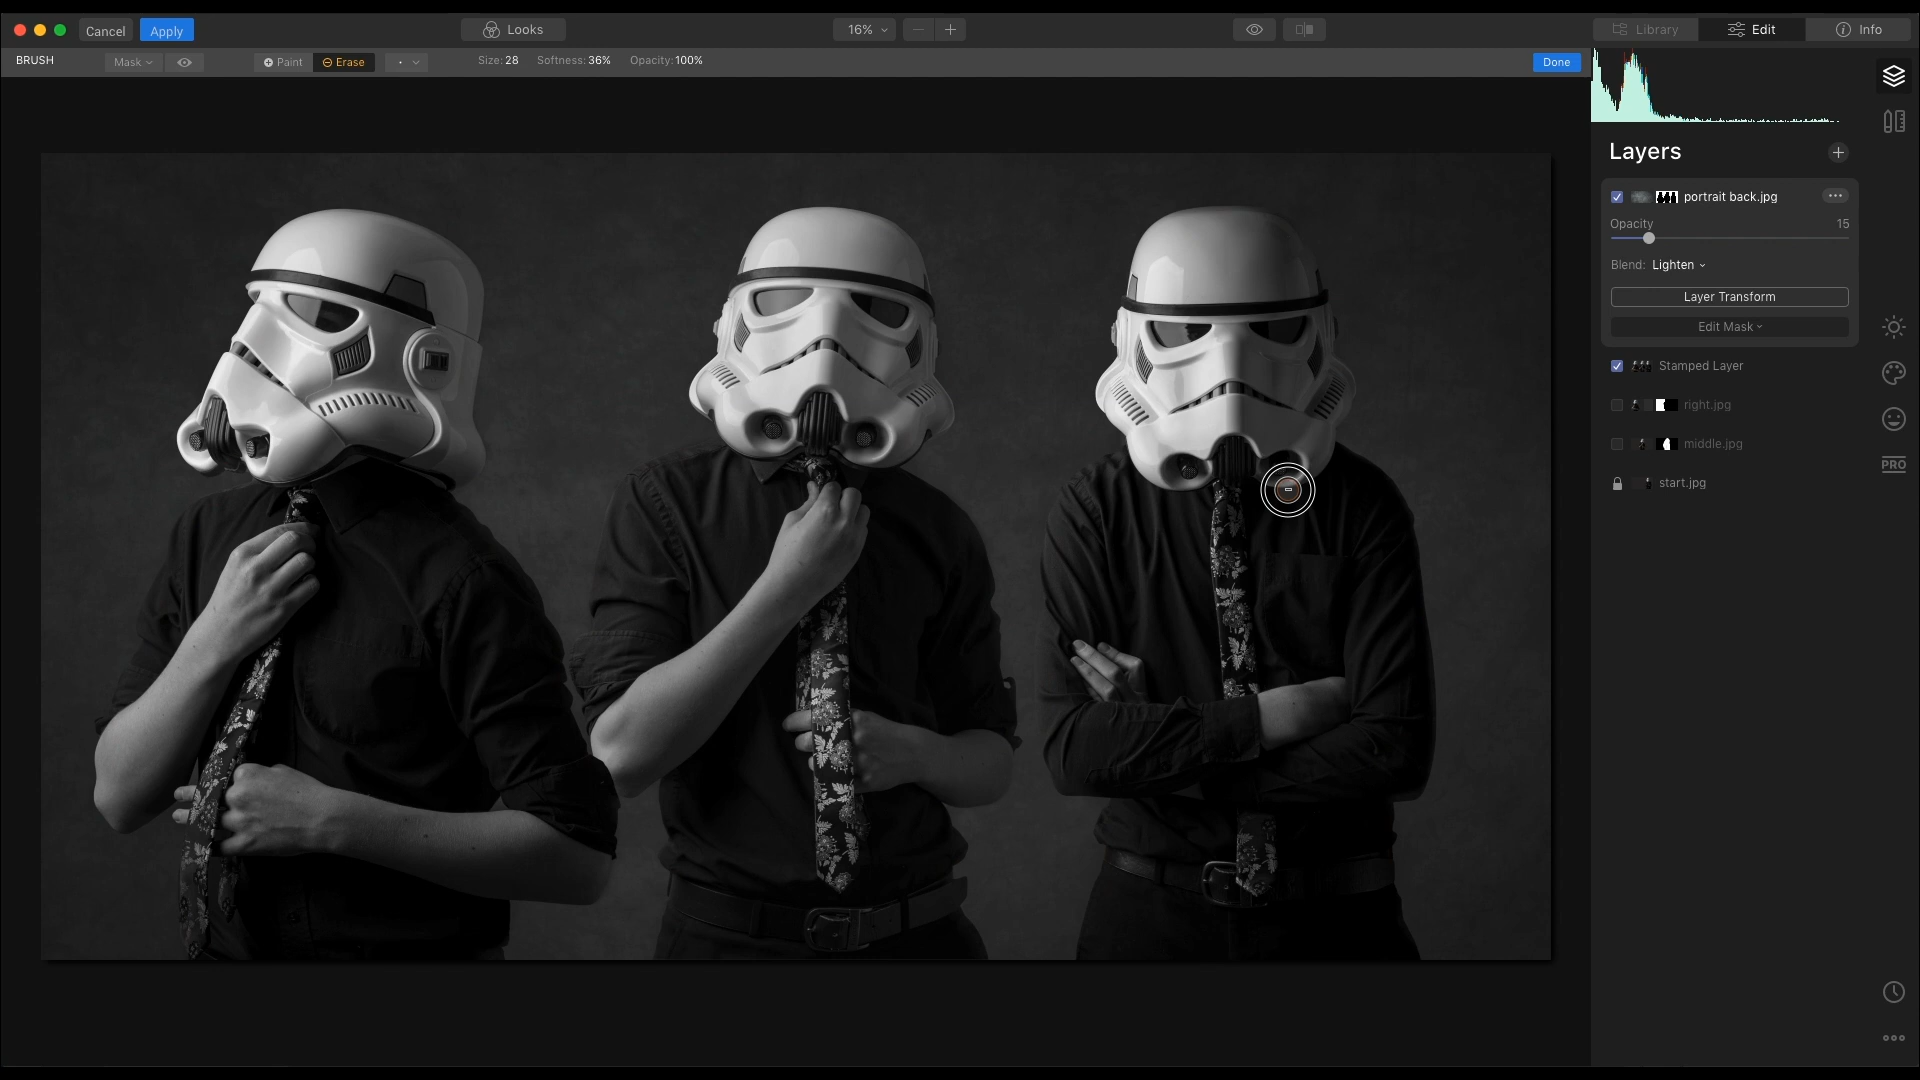 Cancel Apply Looks 16% Library Edit Info
BRUSH Mask Paint Erase Size: 28 Softness: 36% Opacity: 100% Done
Layers
portrait back.jpg
Opacity 15
Blend: Lighten
Layer Transform
Edit Mask
Stamped Layer
right.jpg
middle.jpg
PRO
start.jpg